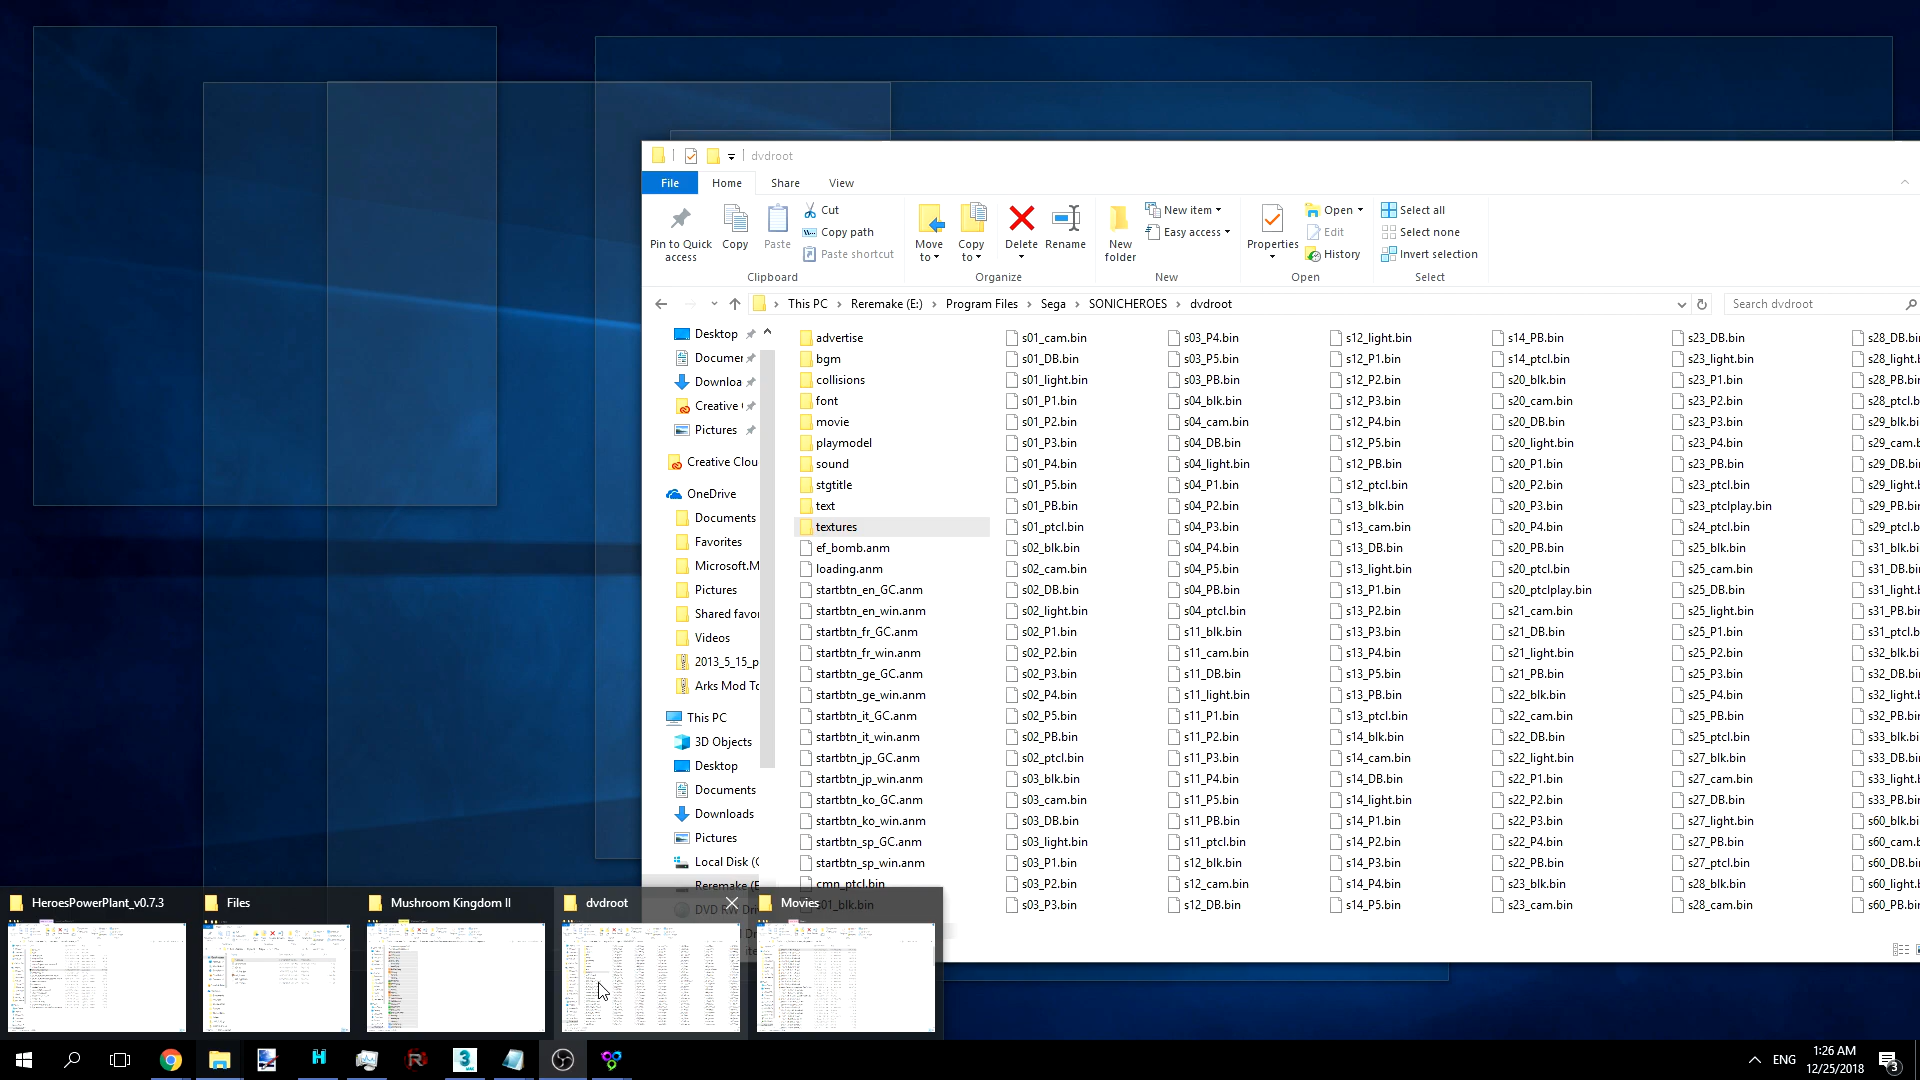 dvdroot
File
Home
Share
View
Pin to Quick access
Copy
Paste
Cut
Copy path
Paste shortcut
Clipboard
Move to
Copy to
Delete
Rename
Organize
New folder
New item
Easy access
New
Properties
Open
Edit
History
Open
Select all
Select none
Invert selection
Select
This PC › Reremake (E:) › Program Files › Sega › SONICHEROES › dvdroot
Search dvdroot
Desktop
Documer
Downloa
Creative
Pictures
Creative Clou
OneDrive
Documents
Favorites
Microsoft.M
Pictures
Shared favor
Videos
2013_5_15_p
Arks Mod To
This PC
3D Objects
Desktop
Documents
Downloads
Pictures
Local Disk (C
Reremake (E
DVD RW Dri
advertise
bgm
collisions
font
movie
playmodel
sound
stgtitle
text
textures
ef_bomb.anm
loading.anm
startbtn_en_GC.anm
startbtn_en_win.anm
startbtn_fr_GC.anm
startbtn_fr_win.anm
startbtn_ge_GC.anm
startbtn_ge_win.anm
startbtn_it_GC.anm
startbtn_it_win.anm
startbtn_jp_GC.anm
startbtn_jp_win.anm
startbtn_ko_GC.anm
startbtn_ko_win.anm
startbtn_sp_GC.anm
startbtn_sp_win.anm
cmn_ptcl.bin
s01_blk.bin
s01_cam.bin
s01_DB.bin
s01_light.bin
s01_P1.bin
s01_P2.bin
s01_P3.bin
s01_P4.bin
s01_P5.bin
s01_PB.bin
s01_ptcl.bin
s02_blk.bin
s02_cam.bin
s02_DB.bin
s02_light.bin
s02_P1.bin
s02_P2.bin
s02_P3.bin
s02_P4.bin
s02_P5.bin
s02_PB.bin
s02_ptcl.bin
s03_blk.bin
s03_cam.bin
s03_DB.bin
s03_light.bin
s03_P1.bin
s03_P2.bin
s03_P3.bin
s03_P4.bin
s03_P5.bin
s03_PB.bin
s04_blk.bin
s04_cam.bin
s04_DB.bin
s04_light.bin
s04_P1.bin
s04_P2.bin
s04_P3.bin
s04_P4.bin
s04_P5.bin
s04_PB.bin
s04_ptcl.bin
s11_blk.bin
s11_cam.bin
s11_DB.bin
s11_light.bin
s11_P1.bin
s11_P2.bin
s11_P3.bin
s11_P4.bin
s11_P5.bin
s11_PB.bin
s11_ptcl.bin
s12_blk.bin
s12_cam.bin
s12_DB.bin
s12_light.bin
s12_P1.bin
s12_P2.bin
s12_P3.bin
s12_P4.bin
s12_P5.bin
s12_PB.bin
s12_ptcl.bin
s13_blk.bin
s13_cam.bin
s13_DB.bin
s13_light.bin
s13_P1.bin
s13_P2.bin
s13_P3.bin
s13_P4.bin
s13_P5.bin
s13_PB.bin
s13_ptcl.bin
s14_blk.bin
s14_cam.bin
s14_DB.bin
s14_light.bin
s14_P1.bin
s14_P2.bin
s14_P3.bin
s14_P4.bin
s14_P5.bin
s14_PB.bin
s14_ptcl.bin
s20_blk.bin
s20_cam.bin
s20_DB.bin
s20_light.bin
s20_P1.bin
s20_P2.bin
s20_P3.bin
s20_P4.bin
s20_PB.bin
s20_ptcl.bin
s20_ptclplay.bin
s21_cam.bin
s21_DB.bin
s21_light.bin
s21_PB.bin
s22_blk.bin
s22_cam.bin
s22_DB.bin
s22_light.bin
s22_P1.bin
s22_P2.bin
s22_P3.bin
s22_P4.bin
s22_PB.bin
s23_blk.bin
s23_cam.bin
s23_DB.bin
s23_light.bin
s23_P1.bin
s23_P2.bin
s23_P3.bin
s23_P4.bin
s23_PB.bin
s23_ptcl.bin
s23_ptclplay.bin
s24_ptcl.bin
s25_blk.bin
s25_cam.bin
s25_DB.bin
s25_light.bin
s25_P1.bin
s25_P2.bin
s25_P3.bin
s25_P4.bin
s25_PB.bin
s25_ptcl.bin
s27_blk.bin
s27_cam.bin
s27_DB.bin
s27_light.bin
s27_PB.bin
s27_ptcl.bin
s28_blk.bin
s28_cam.bin
s28_DB.bi
s28_light.b
s28_PB.bin
s28_ptcl.b
s29_blk.bi
s29_cam.b
s29_DB.bi
s29_light.b
s29_PB.bin
s29_ptcl.b
s31_blk.bi
s31_DB.bi
s31_light.b
s31_PB.bin
s31_ptcl.b
s32_blk.bi
s32_DB.bi
s32_light.b
s32_PB.bin
s33_blk.bi
s33_DB.bi
s33_light.b
s33_PB.bin
s60_blk.bi
s60_cam.b
s60_DB.bi
s60_light.b
s60_PB.bin
HeroesPowerPlant_v0.7.3
Files
Mushroom Kingdom II
dvdroot
Movies
ENG
1:26 AM
12/25/2018
3